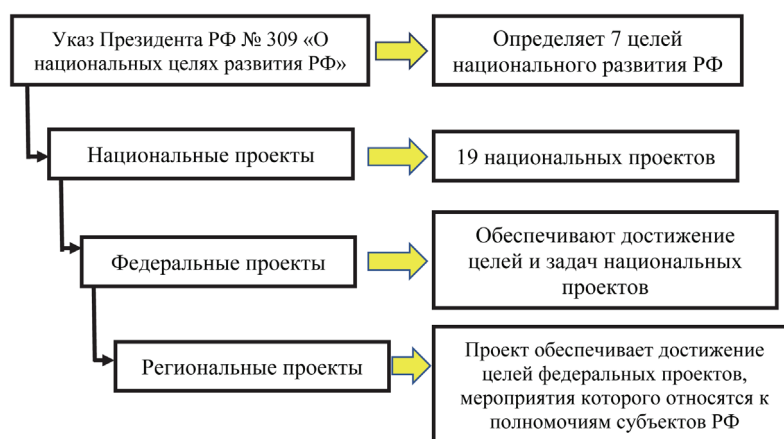 Указ Президента РФ № 309 «О
национальных целях развития РФ»
Определяет 7 целей
национального развития РФ
Национальные проекты
19 национальных проектов
Федеральные проекты
Обеспечивают достижение
целей и задач национальных
проектов
Региональные проекты
Проект обеспечивает достижение
целей федеральных проектов,
мероприятия которого относятся к
полномочиям субъектов РФ